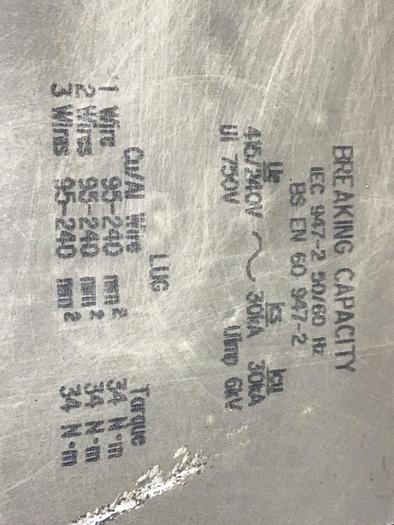 BREAKING CAPACITY
IEC 947-2 50/60 Hz
BS EN 60 947-2
Ue Ics Icu
415/240V ~ 30kA 30kA
Ui 750V Uimp 6kV
LUG
Cu/Al Wire Torque
1 Wire 95-240 mm² 34 N·m
2 Wires 95-240 mm² 34 N·m
3 Wires 95-240 mm² 34 N·m